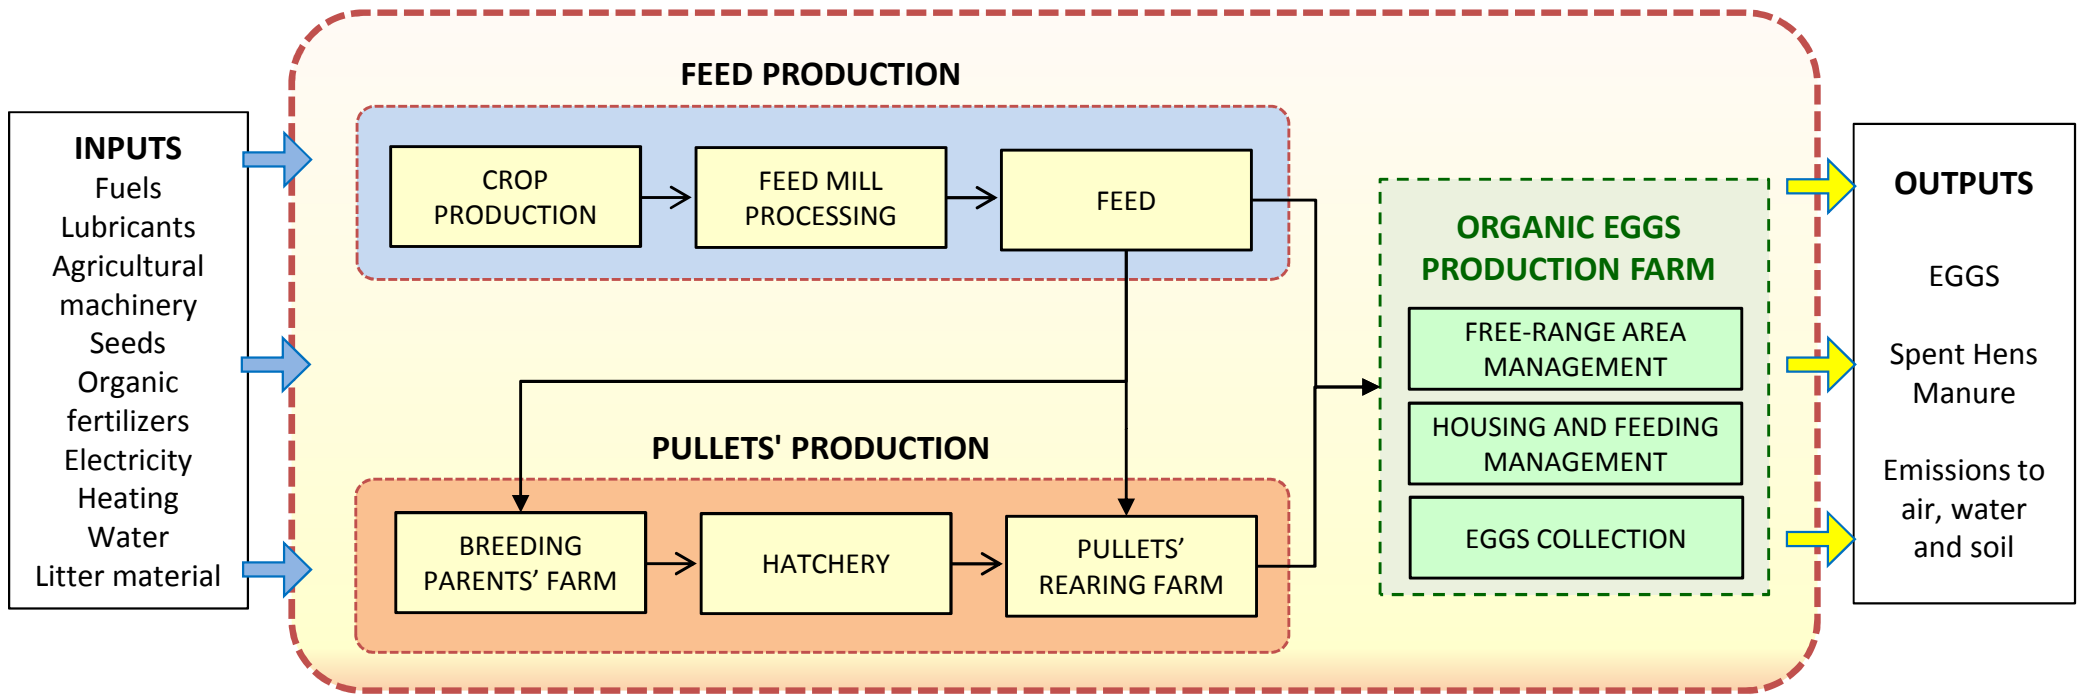 INPUTS
Fuels
Lubricants
Agricultural
machinery
Seeds
Organic
fertilizers
Electricity
Heating
Water
Litter material
FEED PRODUCTION
CROP
PRODUCTION
FEED MILL
PROCESSING
FEED
PULLETS' PRODUCTION
BREEDING
PARENTS’ FARM
HATCHERY
PULLETS’
REARING FARM
ORGANIC EGGS
PRODUCTION FARM
FREE-RANGE AREA
MANAGEMENT
HOUSING AND FEEDING
MANAGEMENT
EGGS COLLECTION
OUTPUTS
EGGS
Spent Hens
Manure
Emissions to
air, water
and soil